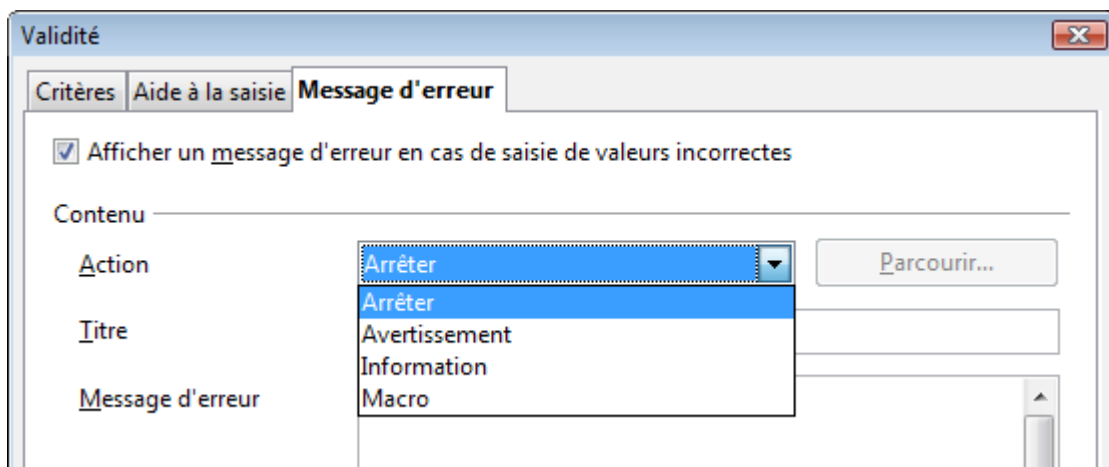 Validité
Critères Aide à la saisie Message d'erreur
Afficher un message d'erreur en cas de saisie de valeurs incorrectes
Contenu
Action Arrêter Parcourir...
Arrêter
Titre Avertissement
Information
Message d'erreur Macro